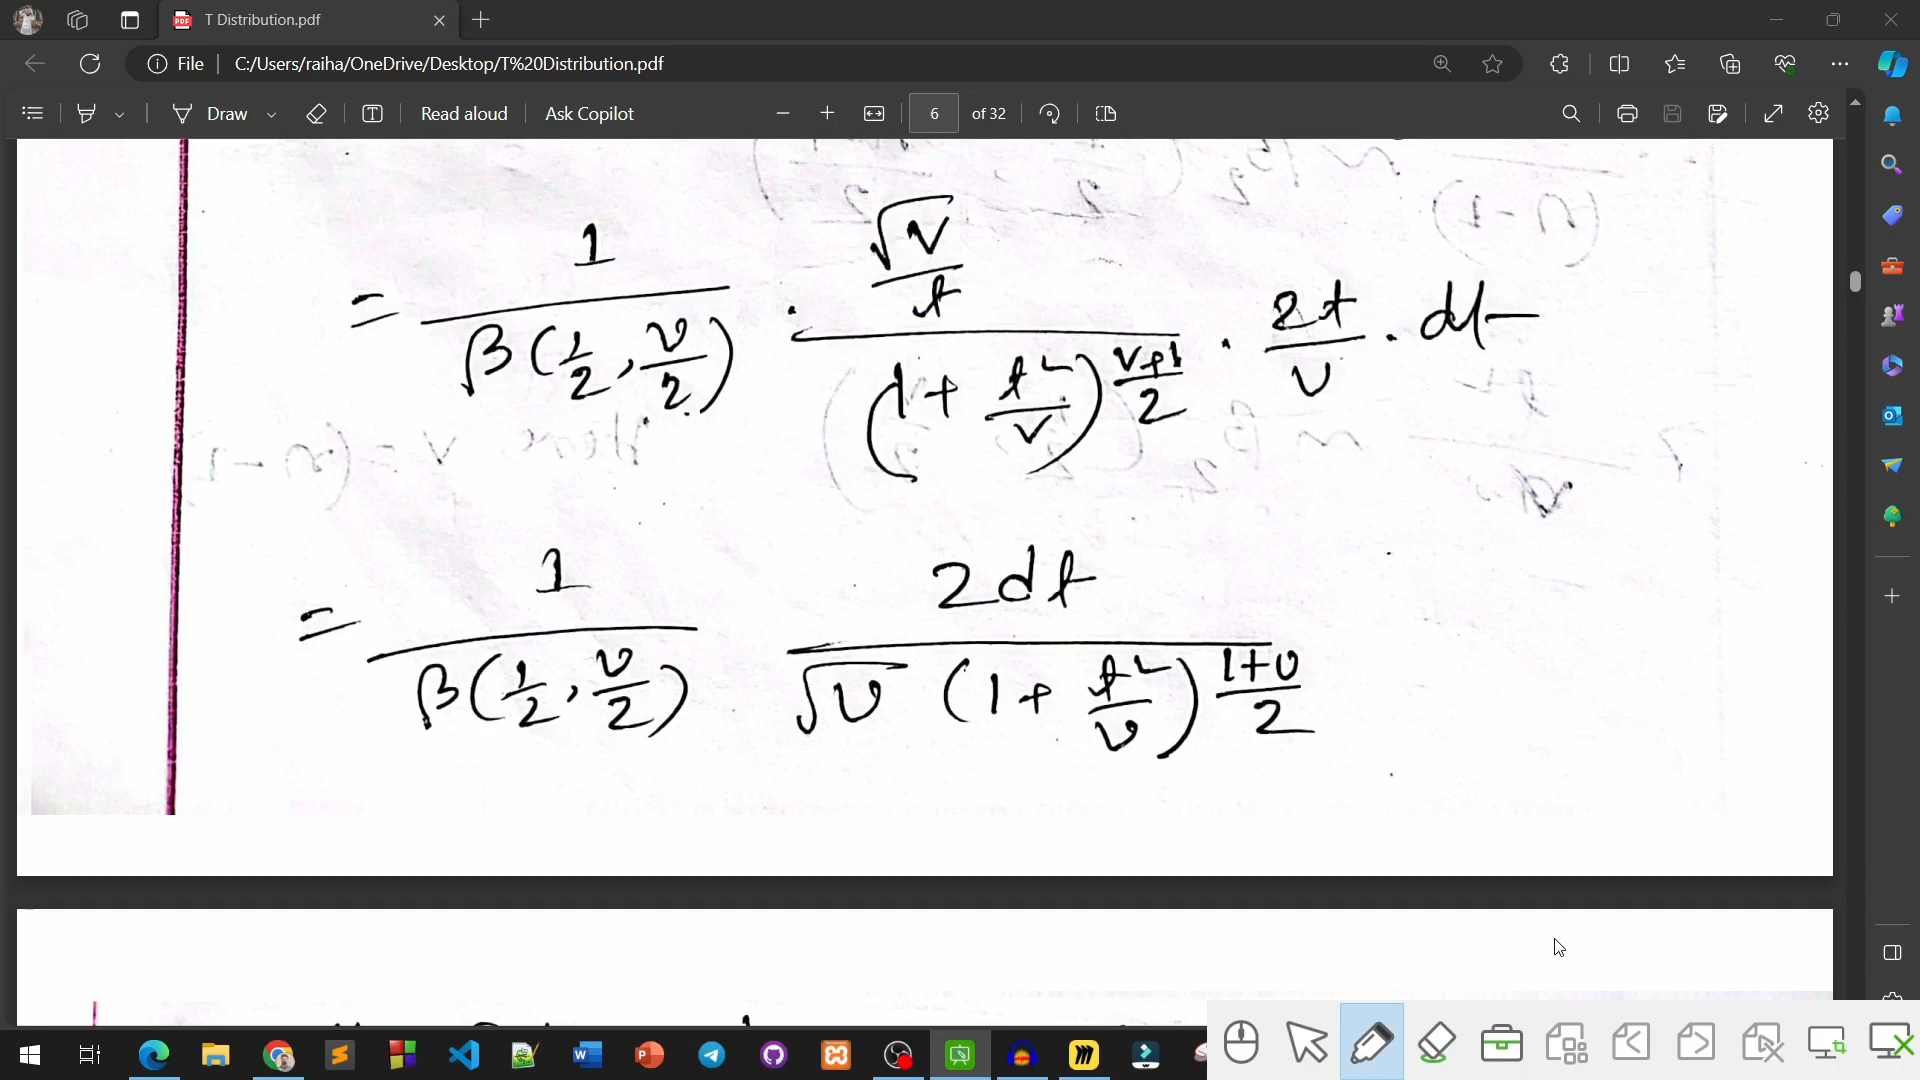 T Distribution.pdf
File | C:/Users/raiha/OneDrive/Desktop/T%20Distribution.pdf
Draw Read aloud Ask Copilot 6 of 32
= 1 / β(1/2, ν/2) · (√ν / t) / (1 + t²/ν)^((ν+1)/2) · 2t/ν · dt
= 1 / β(1/2, ν/2) 2dt / √ν (1 + t²/ν)^((1+ν)/2)